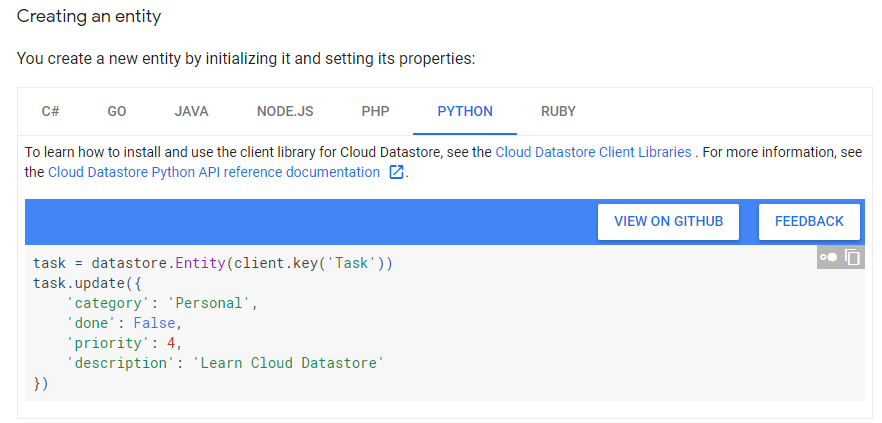 Creating an entity
You create a new entity by initializing it and setting its properties:
C# GO JAVA NODE.JS PHP PYTHON RUBY
To learn how to install and use the client library for Cloud Datastore, see the Cloud Datastore Client Libraries . For more information, see
the Cloud Datastore Python API reference documentation .
VIEW ON GITHUB FEEDBACK
task = datastore.Entity(client.key('Task'))
task.update({
    'category': 'Personal',
    'done': False,
    'priority': 4,
    'description': 'Learn Cloud Datastore'
})